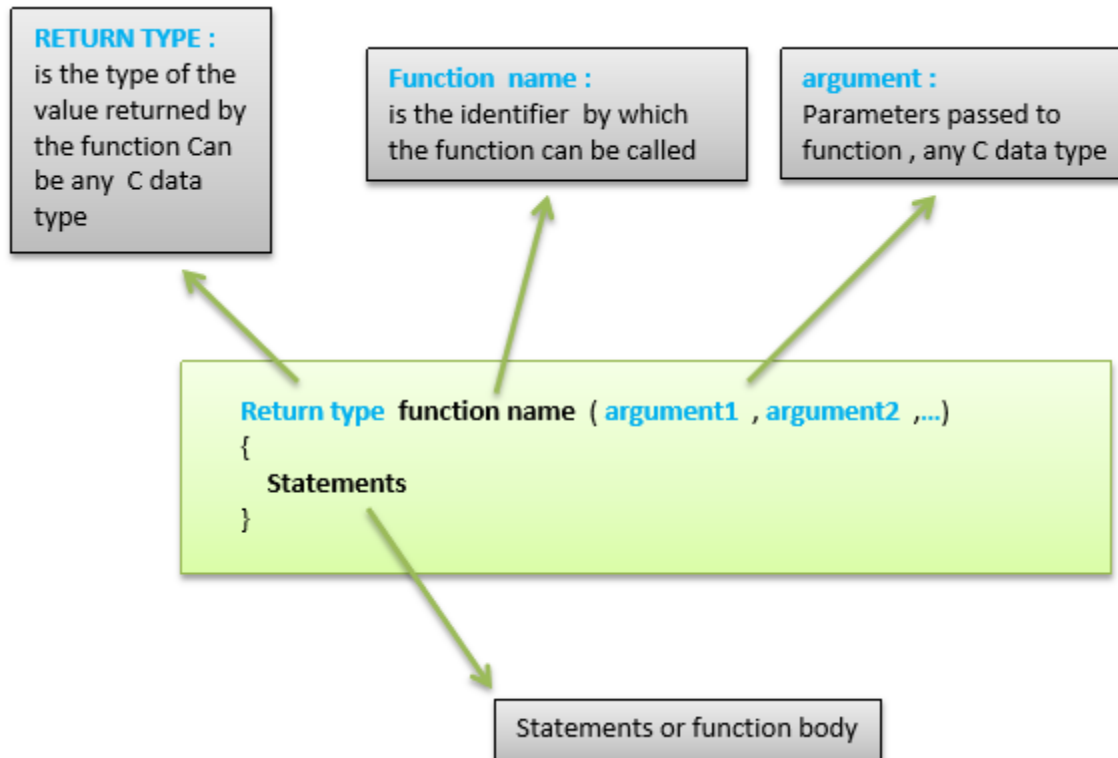 RETURN TYPE :
is the type of the
value returned by
the function Can
be any C data
type
Function name :
is the identifier by which
the function can be called
argument :
Parameters passed to
function , any C data type
Return type function name ( argument1 , argument2 ,...)
{
Statements
}
Statements or function body